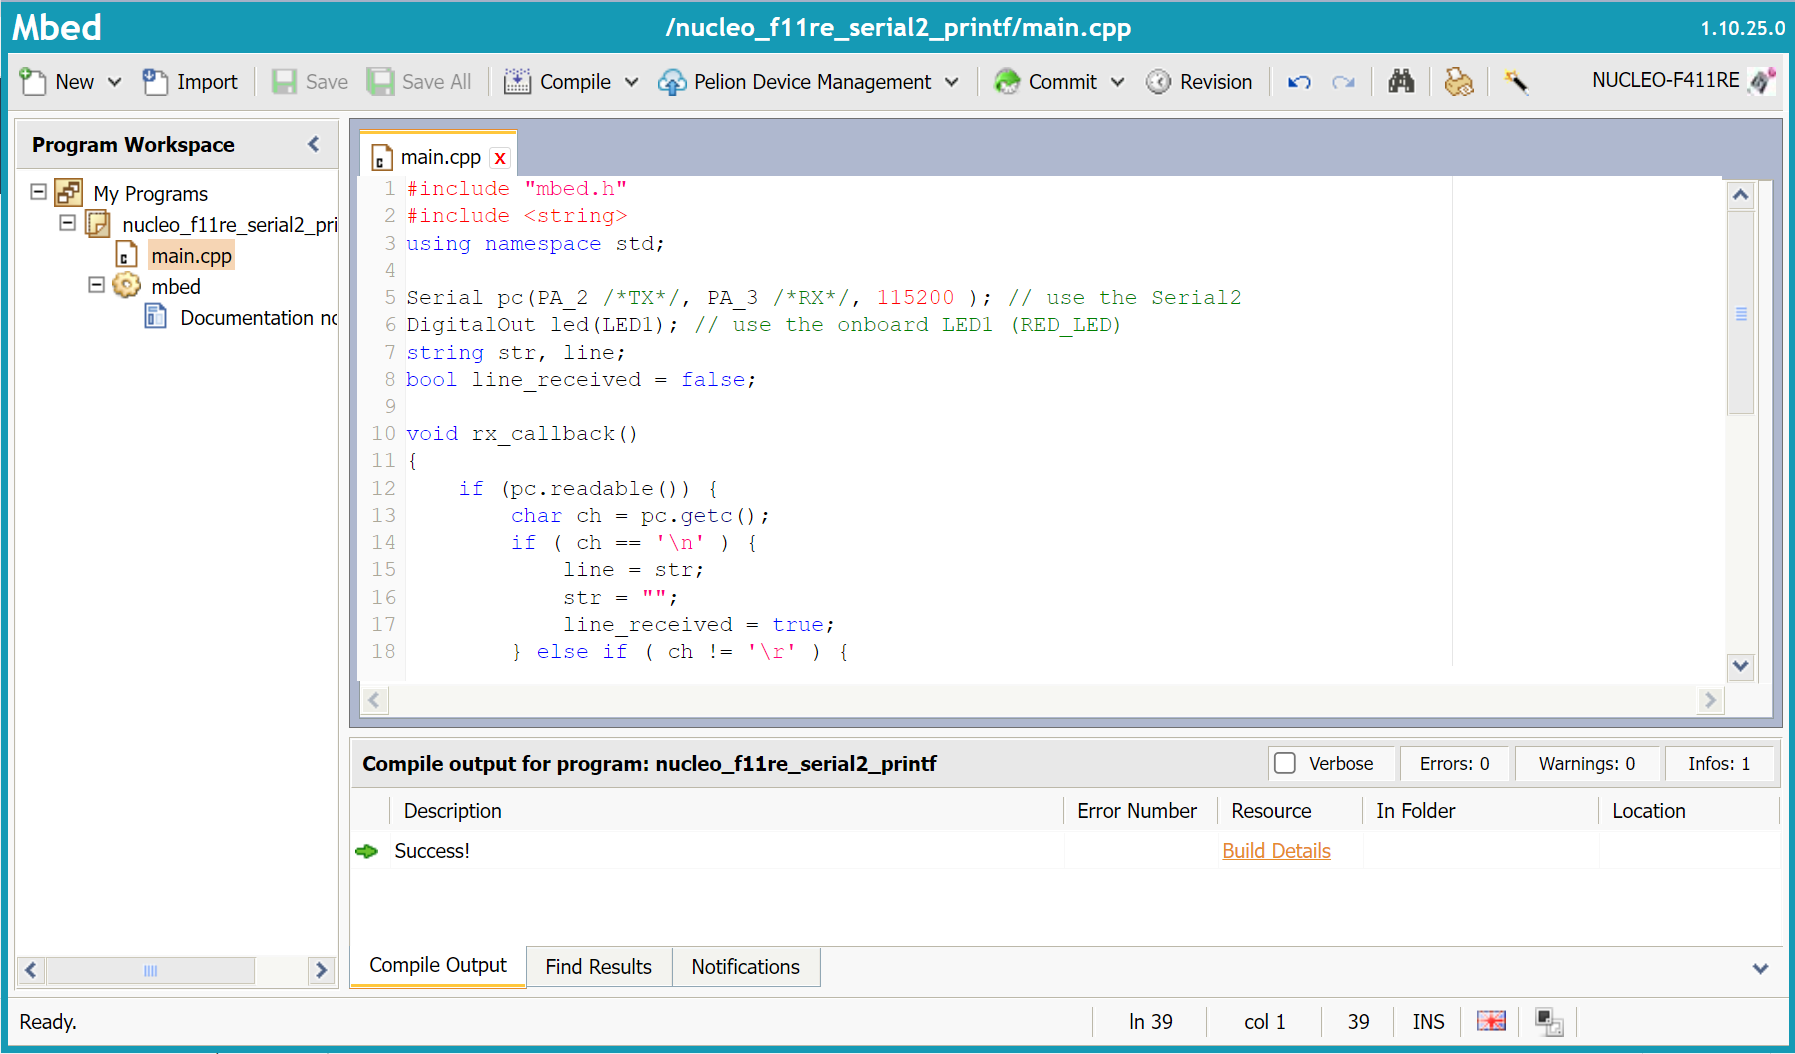 Mbed
/nucleo_f11re_serial2_printf/main.cpp
1.10.25.0
New
Import
Save
Save All
Compile
Pelion Device Management
Commit
Revision
NUCLEO-F411RE
Program Workspace
My Programs
nucleo_f11re_serial2_pri
main.cpp
mbed
Documentation no
main.cpp
1 #include "mbed.h"
2 #include <string>
3 using namespace std;
4
5 Serial pc(PA_2 /*TX*/, PA_3 /*RX*/, 115200 ); // use the Serial2
6 DigitalOut led(LED1); // use the onboard LED1 (RED_LED)
7 string str, line;
8 bool line_received = false;
9
10 void rx_callback()
11 {
12     if (pc.readable()) {
13         char ch = pc.getc();
14         if ( ch == '\n' ) {
15             line = str;
16             str = "";
17             line_received = true;
18         } else if ( ch != '\r' ) {
Compile output for program: nucleo_f11re_serial2_printf
Verbose
Errors: 0
Warnings: 0
Infos: 1
Description
Error Number
Resource
In Folder
Location
Success!
Build Details
Compile Output
Find Results
Notifications
Ready.
ln 39
col 1
39
INS